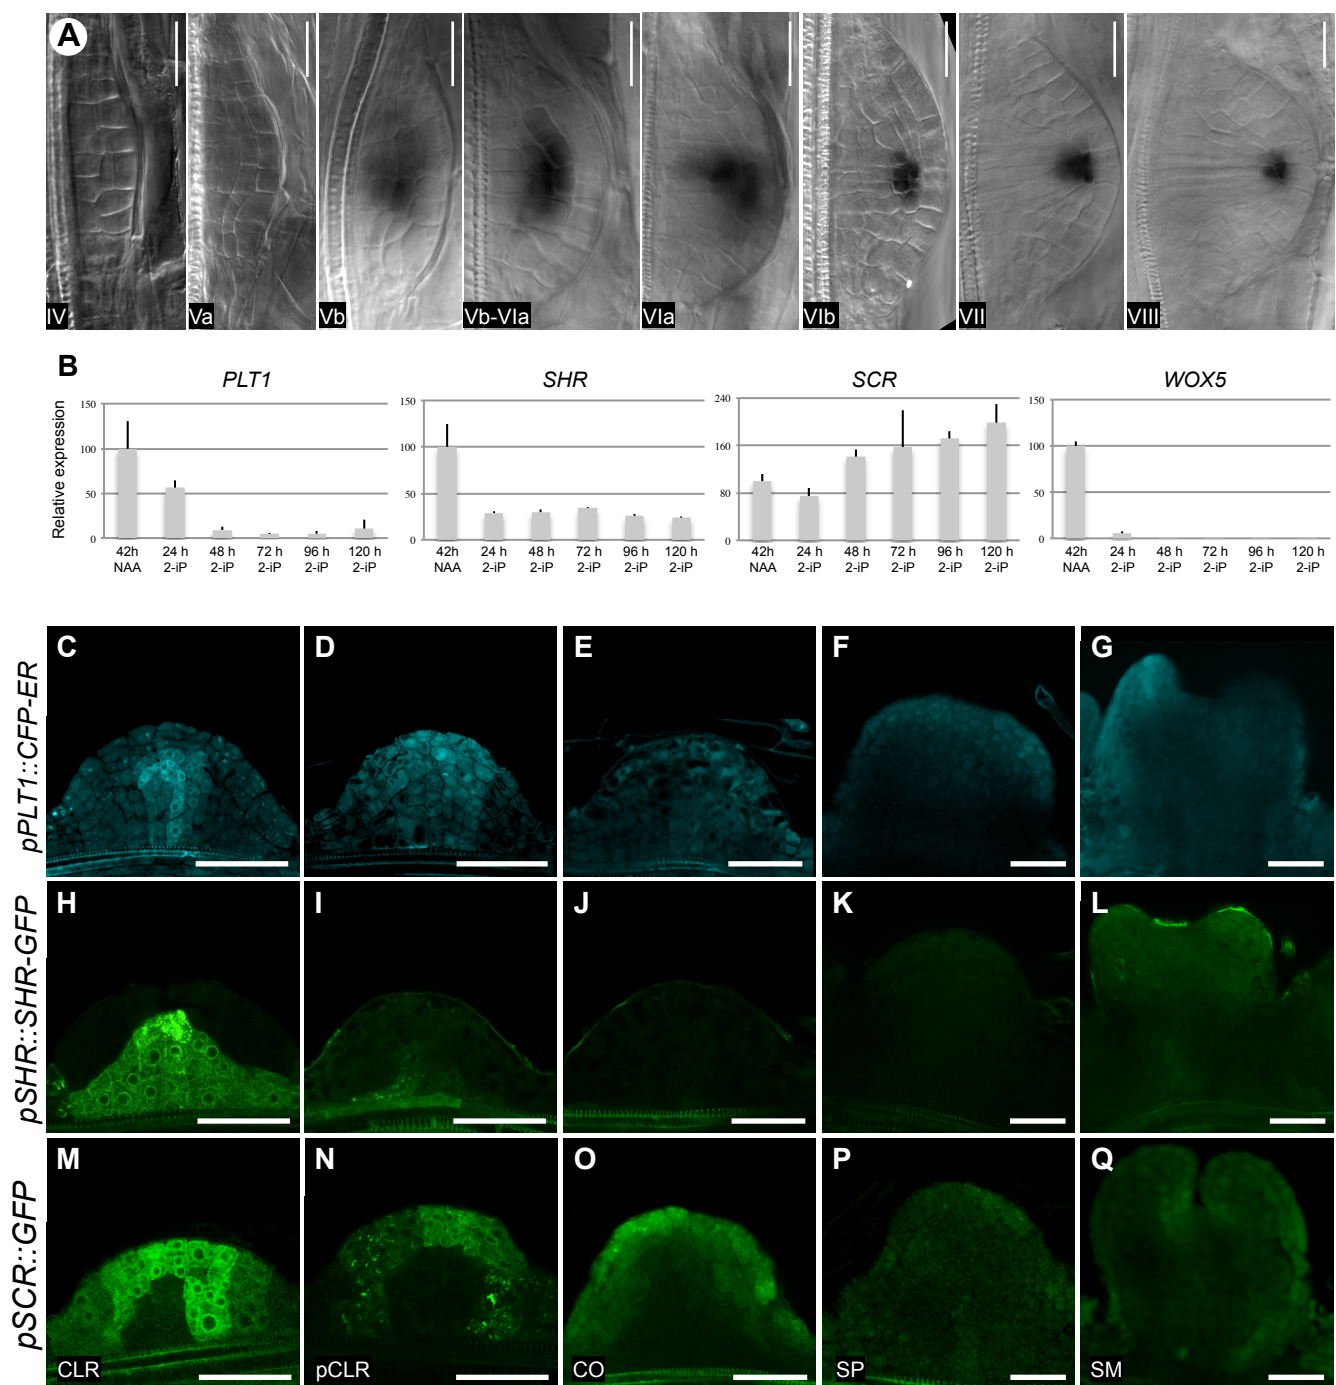 A
IV Va Vb Vb-VIa VIa VIb VII VIII
B
PLT1 SHR SCR WOX5
Relative expression
150 100 50 0
150 100 50 0
240 160 80 0
150 100 50 0
42h 24 h 48 h 72 h 96 h 120 h
NAA 2-iP 2-iP 2-iP 2-iP 2-iP
42h 24 h 48 h 72 h 96 h 120 h
NAA 2-iP 2-iP 2-iP 2-iP 2-iP
42h 24 h 48 h 72 h 96 h 120 h
NAA 2-iP 2-iP 2-iP 2-iP 2-iP
42h 24 h 48 h 72 h 96 h 120 h
NAA 2-iP 2-iP 2-iP 2-iP 2-iP
pPLT1::CFP-ER
C D E F G
pSHR::SHR-GFP
H I J K L
pSCR::GFP
M N O P Q
CLR pCLR CO SP SM